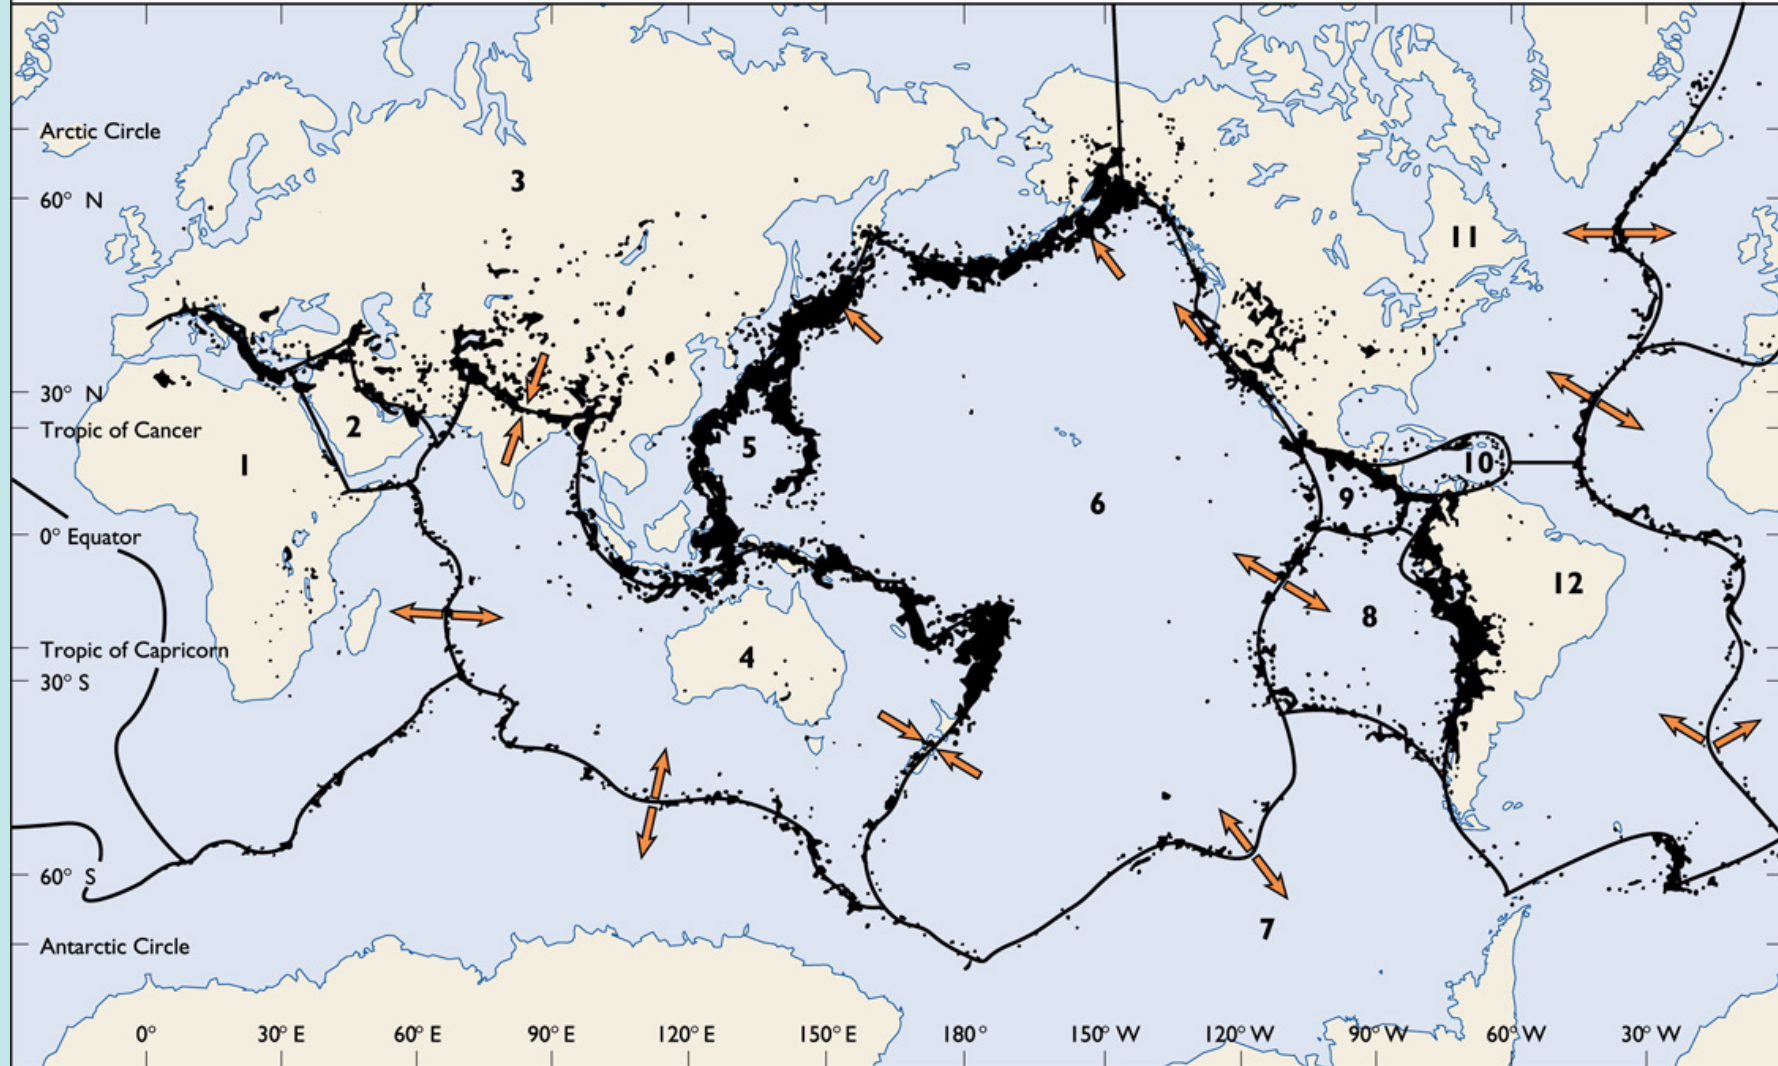 Arctic Circle
3
60° N
11
30° N
Tropic of Cancer
2
5
1
10
9
6
0° Equator
12
8
Tropic of Capricorn
4
30° S
60° S
7
Antarctic Circle
0° 30° E 60° E 90° E 120° E 150° E 180° 150° W 120° W 90° W 60° W 30° W